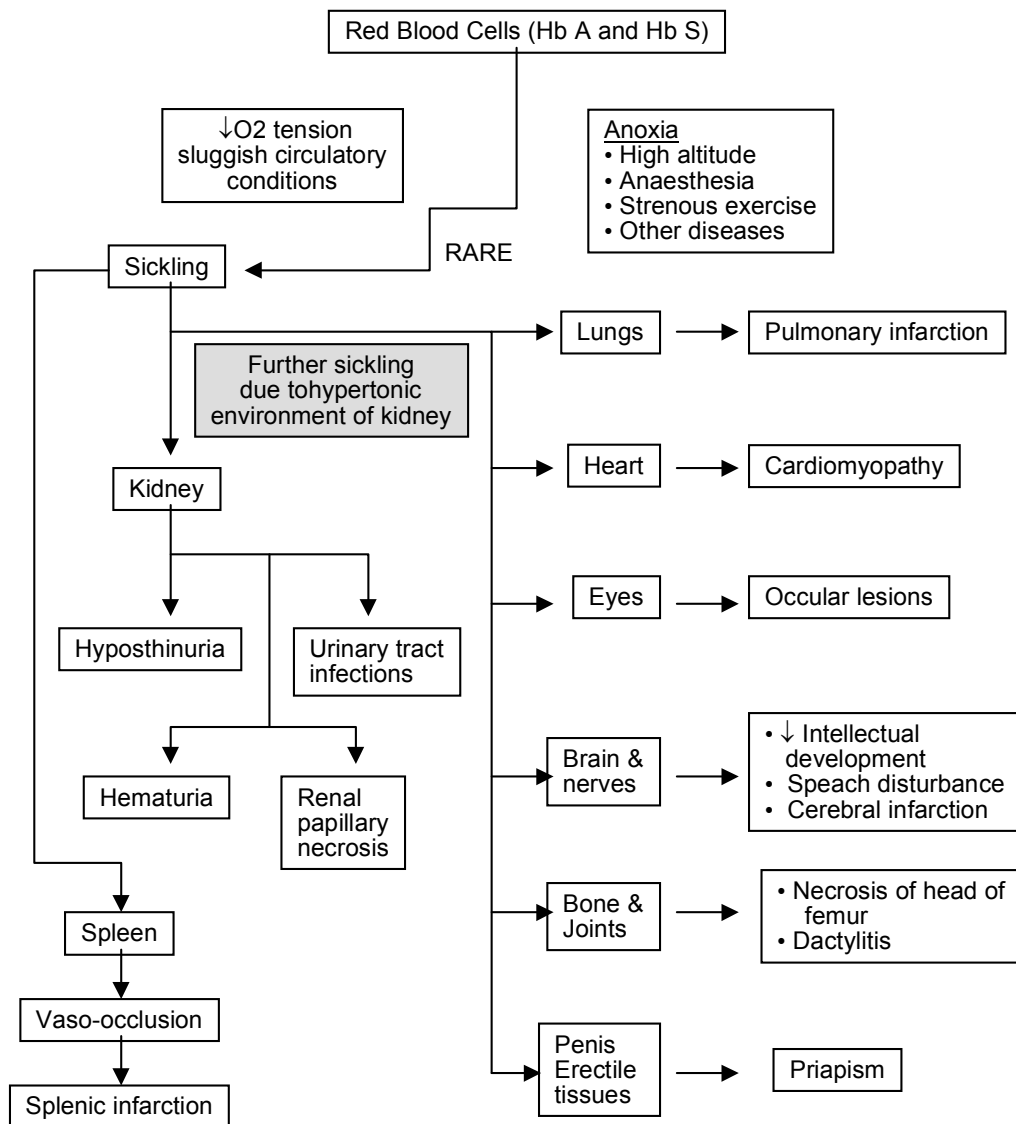 Red Blood Cells (Hb A and Hb S)
↓O2 tension
sluggish circulatory
conditions
Anoxia
• High altitude
• Anaesthesia
• Strenous exercise
• Other diseases
RARE
Sickling
Further sickling
due tohypertonic
environment of kidney
Lungs
Pulmonary infarction
Heart
Cardiomyopathy
Kidney
Eyes
Occular lesions
Hyposthinuria
Urinary tract
infections
Hematuria
Renal
papillary
necrosis
Brain &
nerves
• ↓ Intellectual
development
• Speach disturbance
• Cerebral infarction
Bone &
Joints
• Necrosis of head of
femur
• Dactylitis
Spleen
Vaso-occlusion
Splenic infarction
Penis
Erectile
tissues
Priapism